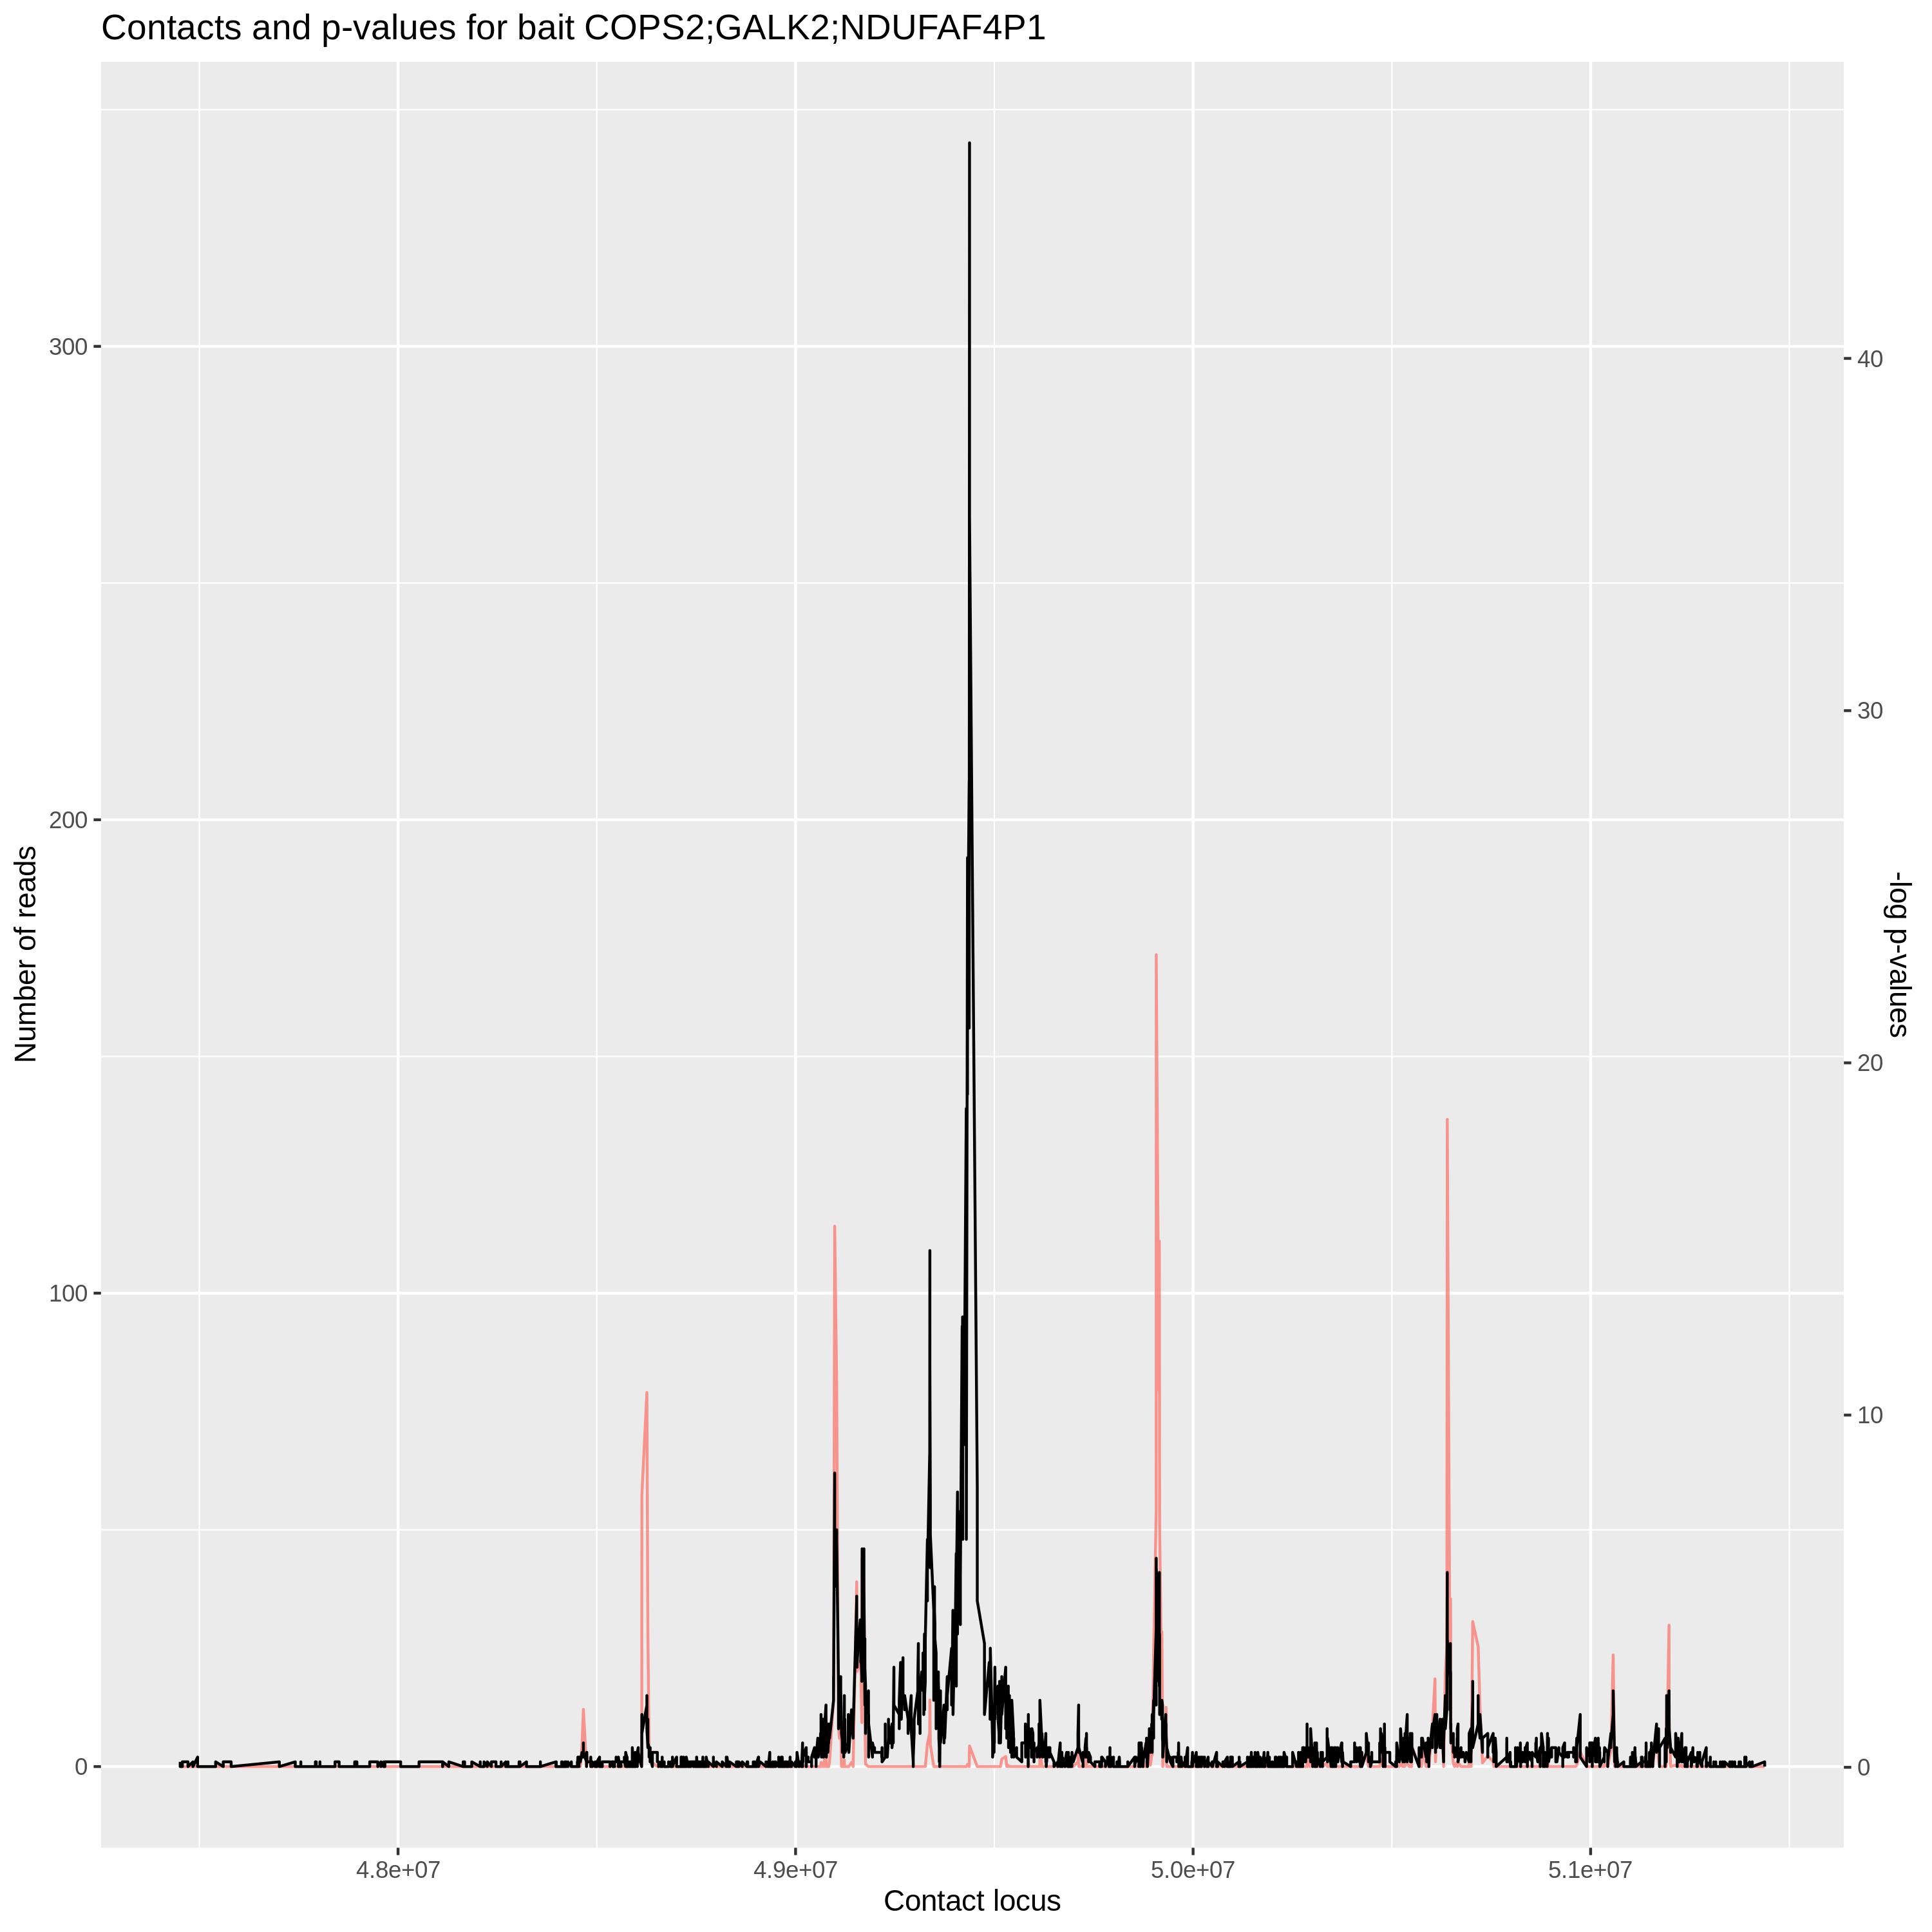 Contacts and p-values for bait COPS2;GALK2;NDUFAF4P1
300
200
100
0
Number of reads
40
30
20
10
0
-log p-values
4.8e+07
4.9e+07
5.0e+07
5.1e+07
Contact locus